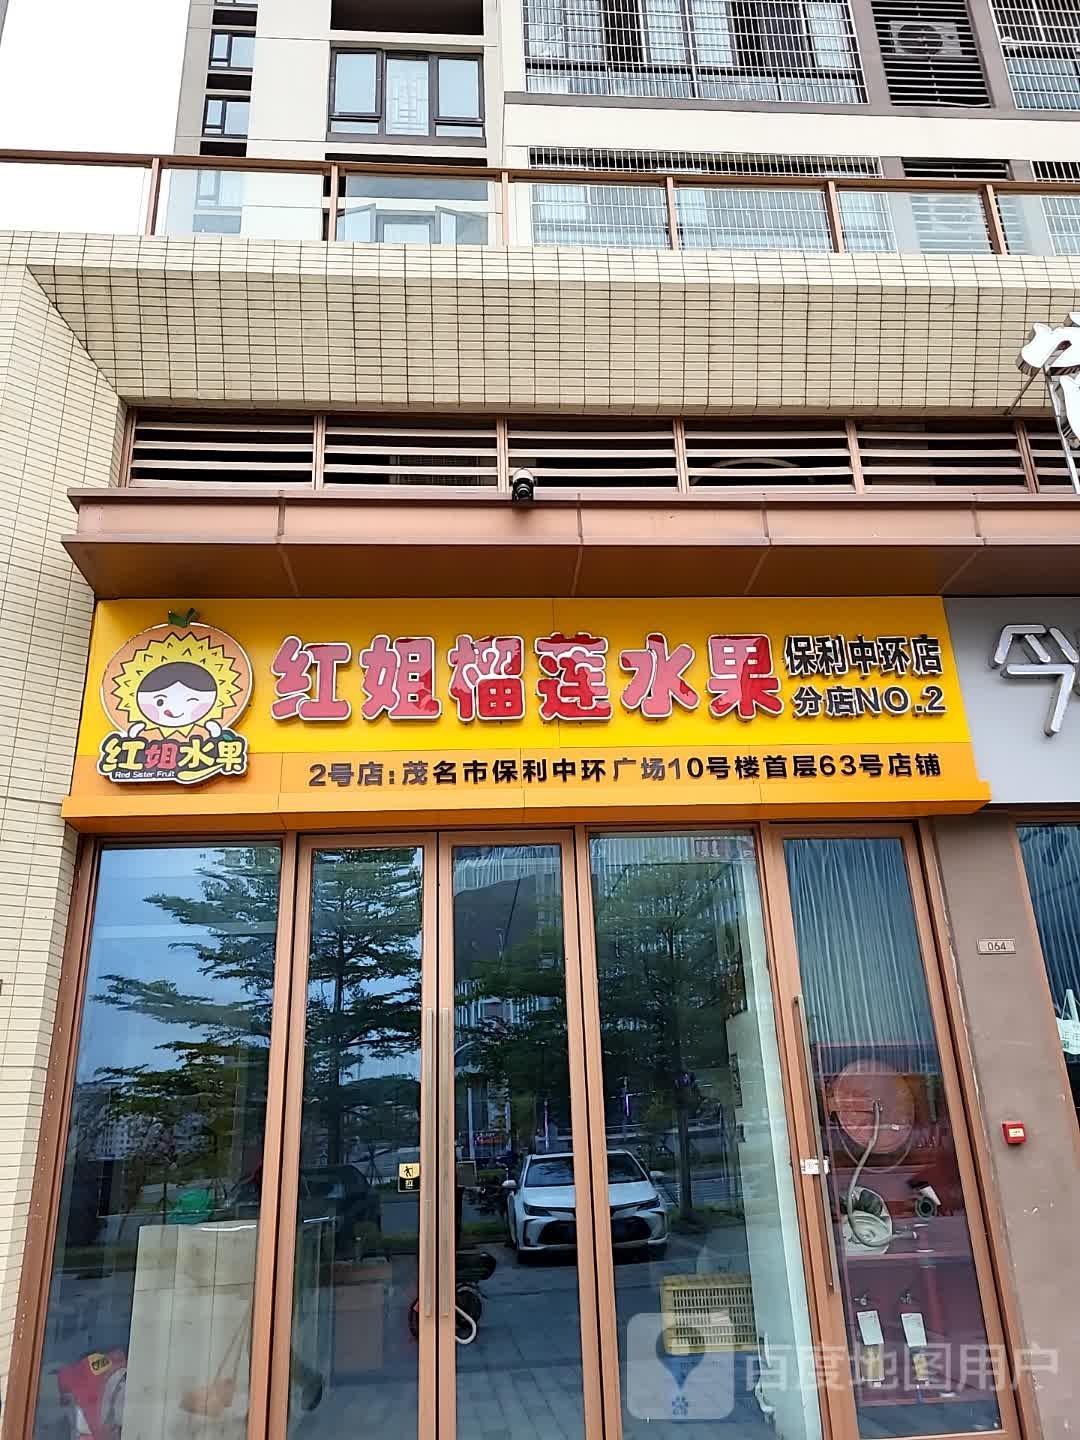 红姐榴莲水果
保利中环店
分店NO.2
红姐水果
Red Sister Fruit
2号店:茂名市保利中环广场10号楼首层63号店铺
今
064
拉
百度地图用户